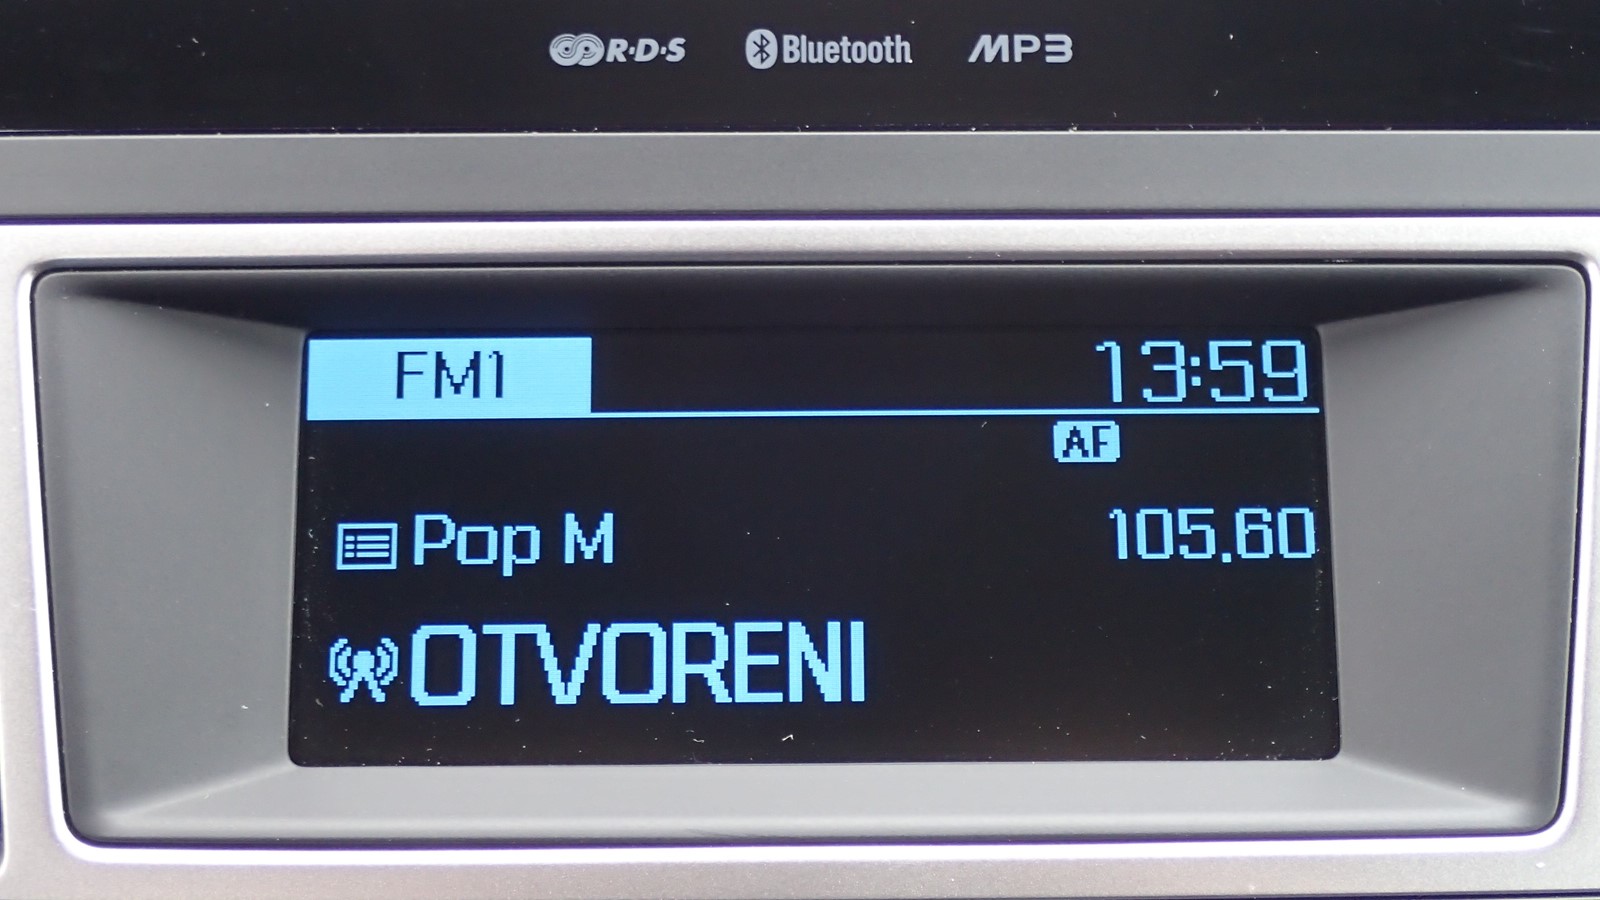 R·D·S Bluetooth MP3
FM1 13:59
AF
Pop M 105.60
OTVORENI